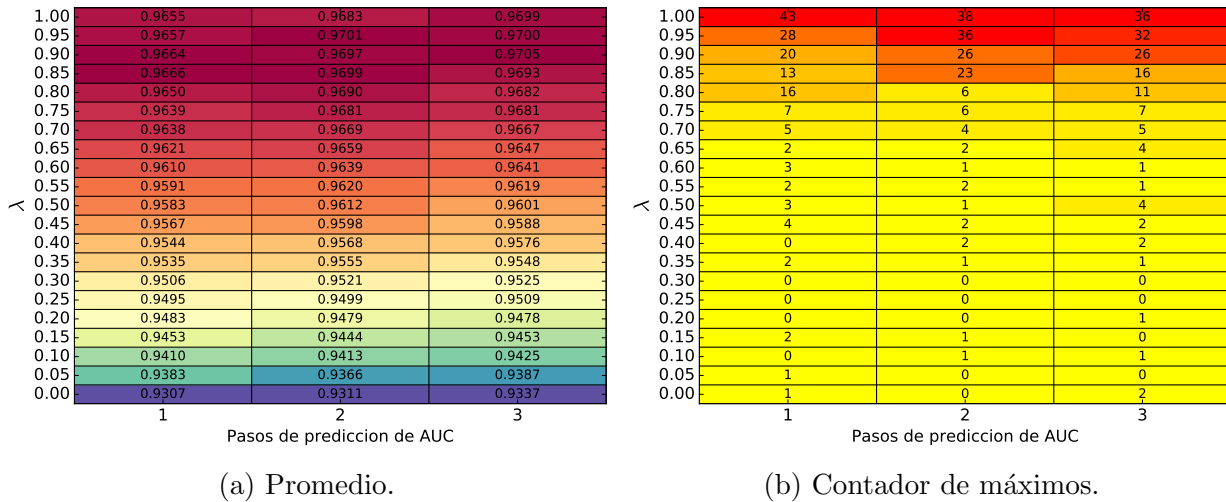 1.00 0.9655 0.9683 0.9699
0.95 0.9657 0.9701 0.9700
0.90 0.9664 0.9697 0.9705
0.85 0.9666 0.9699 0.9693
0.80 0.9650 0.9690 0.9682
0.75 0.9639 0.9681 0.9681
0.70 0.9638 0.9669 0.9667
0.65 0.9621 0.9659 0.9647
0.60 0.9610 0.9639 0.9641
0.55 0.9591 0.9620 0.9619
0.50 0.9583 0.9612 0.9601
0.45 0.9567 0.9598 0.9588
0.40 0.9544 0.9568 0.9576
0.35 0.9535 0.9555 0.9548
0.30 0.9506 0.9521 0.9525
0.25 0.9495 0.9499 0.9509
0.20 0.9483 0.9479 0.9478
0.15 0.9453 0.9444 0.9453
0.10 0.9410 0.9413 0.9425
0.05 0.9383 0.9366 0.9387
0.00 0.9307 0.9311 0.9337
λ
1 2 3
Pasos de prediccion de AUC
(a) Promedio.
1.00 43 38 36
0.95 28 36 32
0.90 20 26 26
0.85 13 23 16
0.80 16 6 11
0.75 7 6 7
0.70 5 4 5
0.65 2 2 4
0.60 3 1 1
0.55 2 2 1
0.50 3 1 4
0.45 4 2 2
0.40 0 2 2
0.35 2 1 1
0.30 0 0 0
0.25 0 0 0
0.20 0 0 1
0.15 2 1 0
0.10 0 1 1
0.05 1 0 0
0.00 1 0 2
λ
1 2 3
Pasos de prediccion de AUC
(b) Contador de máximos.